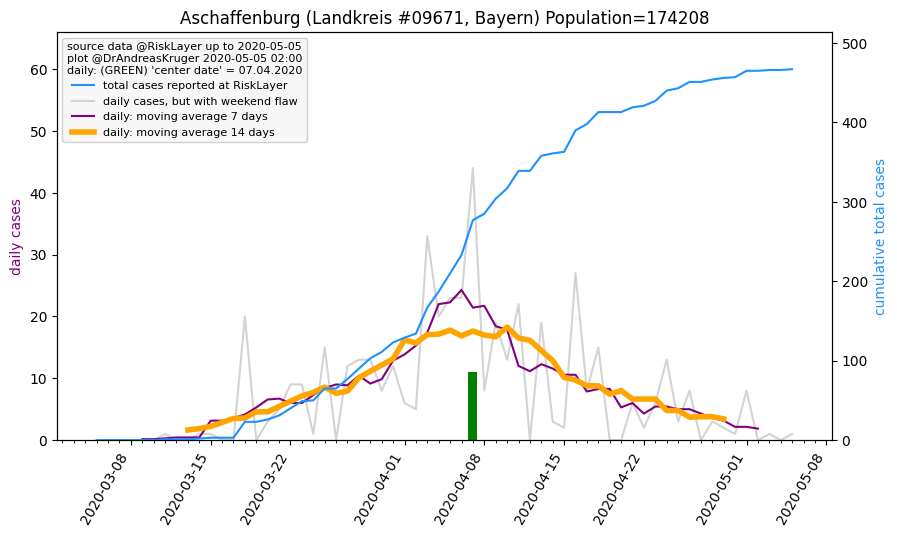 Aschaffenburg (Landkreis #09671, Bayern) Population=174208
source data @RiskLayer up to 2020-05-05
plot @DrAndreasKruger 2020-05-05 02:00
daily: (GREEN) 'center date' = 07.04.2020
total cases reported at RiskLayer
daily cases, but with weekend flaw
daily: moving average 7 days
daily: moving average 14 days
daily cases
60
50
40
30
20
10
0
cumulative total cases
500
400
300
200
100
0
2020-03-08
2020-03-15
2020-03-22
2020-04-01
2020-04-08
2020-04-15
2020-04-22
2020-05-01
2020-05-08